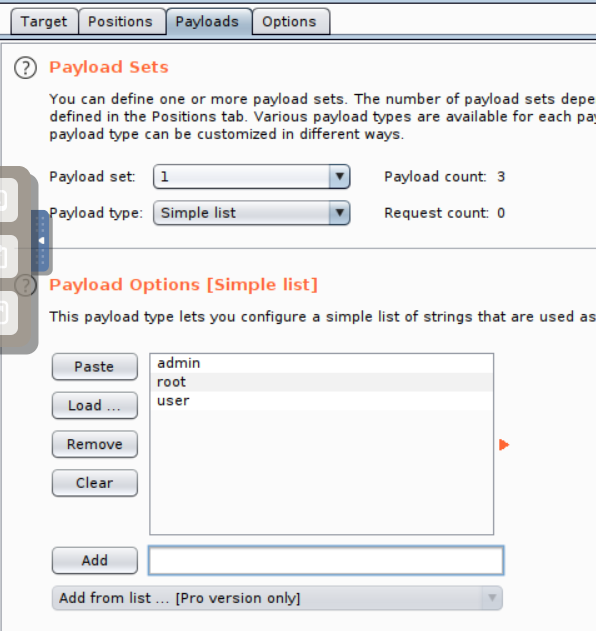 Target Positions Payloads Options
? Payload Sets
You can define one or more payload sets. The number of payload sets depe
defined in the Positions tab. Various payload types are available for each pay
payload type can be customized in different ways.
Payload set: 1 Payload count: 3
Payload type: Simple list Request count: 0
? Payload Options [Simple list]
This payload type lets you configure a simple list of strings that are used as
Paste
Load ...
Remove
Clear
admin
root
user
Add
Add from list ... [Pro version only]